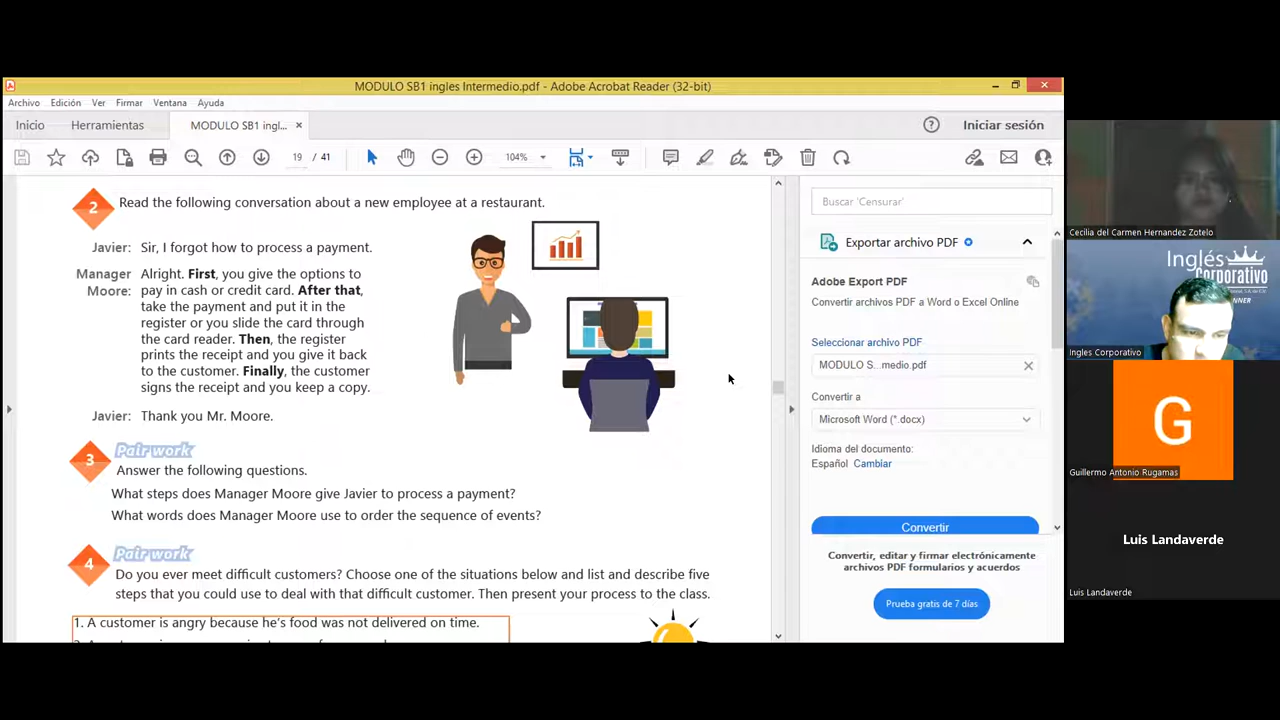 MODULO SB1 ingles Intermedio.pdf - Adobe Acrobat Reader (32-bit)
Archivo Edición Ver Firmar Ventana Ayuda
Inicio Herramientas MODULO SB1 ingl... × Iniciar sesión
19 / 41 104%
2 Read the following conversation about a new employee at a restaurant.
Javier: Sir, I forgot how to process a payment.
Manager Moore: Alright. First, you give the options to
pay in cash or credit card. After that,
take the payment and put it in the
register or you slide the card through
the card reader. Then, the register
prints the receipt and you give it back
to the customer. Finally, the customer
signs the receipt and you keep a copy.
Javier: Thank you Mr. Moore.
3 Pair work
Answer the following questions.
What steps does Manager Moore give Javier to process a payment?
What words does Manager Moore use to order the sequence of events?
4 Pair work
Do you ever meet difficult customers? Choose one of the situations below and list and describe five
steps that you could use to deal with that difficult customer. Then present your process to the class.
1. A customer is angry because he's food was not delivered on time.
Buscar 'Censurar'
Exportar archivo PDF
Adobe Export PDF
Convertir archivos PDF a Word o Excel Online
Seleccionar archivo PDF
MODULO S...medio.pdf
Convertir a
Microsoft Word (*.docx)
Idioma del documento:
Español Cambiar
Convertir
Convertir, editar y firmar electrónicamente
archivos PDF formularios y acuerdos
Prueba gratis de 7 días
Cecilia del Carmen Hernandez Zotelo
Inglés
Corporativo
Ingles Corporativo
G
Guillermo Antonio Rugamas
Luis Landaverde
Luis Landaverde